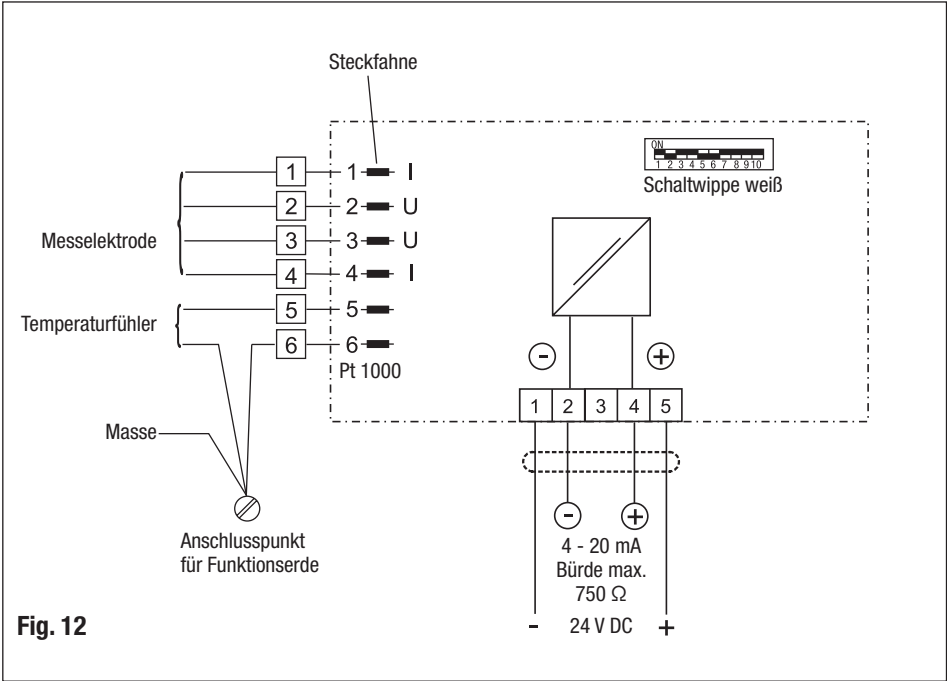 Steckfahne
ON
1 2 3 4 5 6 7 8 9 10
Schaltwippe weiß
Messelektrode
1 1 I
2 2 U
3 3 U
4 4 I
Temperaturfühler
5 5
6 6
Pt 1000
- +
1 2 3 4 5
Masse
Anschlusspunkt
für Funktionserde
- +
4 - 20 mA
Bürde max.
750 Ω
- 24 V DC +
Fig. 12